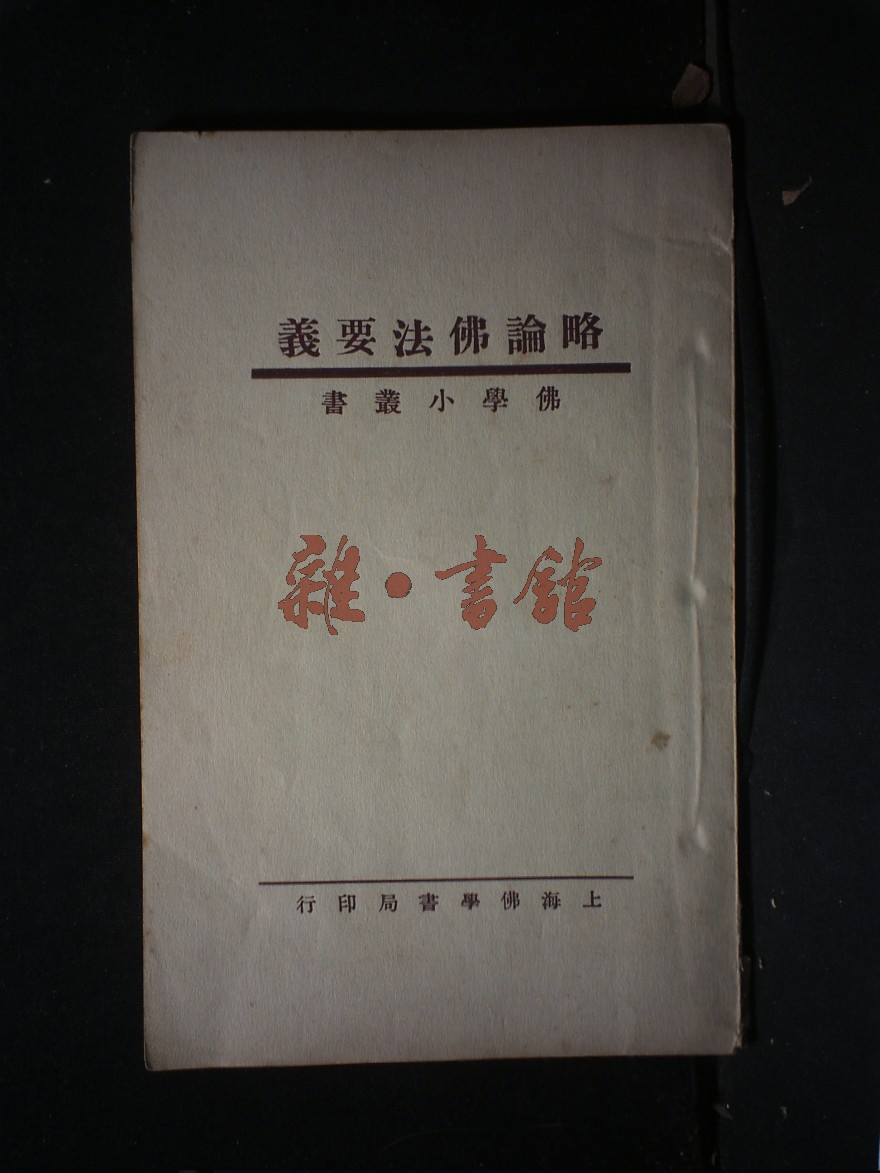 略論佛法要義
佛學小叢書
雜·書館
上海佛學書局印行